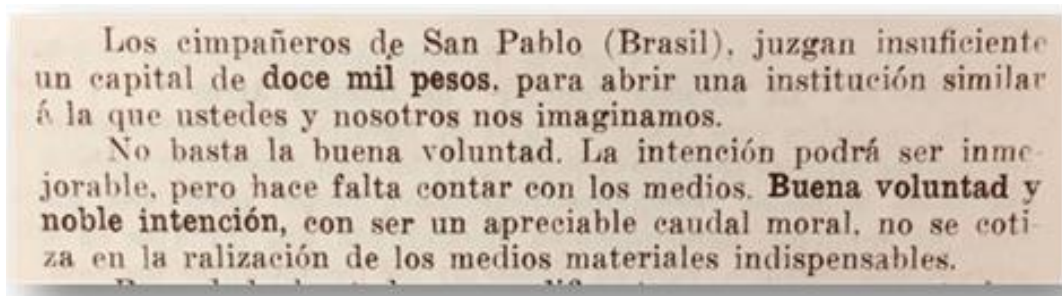 Los cimpañeros de San Pablo (Brasil), juzgan insuficiente
un capital de doce mil pesos, para abrir una institución similar
á la que ustedes y nosotros nos imaginamos.
No basta la buena voluntad. La intención podrá ser inme-
jorable, pero hace falta contar con los medios. Buena voluntad y
noble intención, con ser un apreciable caudal moral, no se coti-
za en la ralización de los medios materiales indispensables.